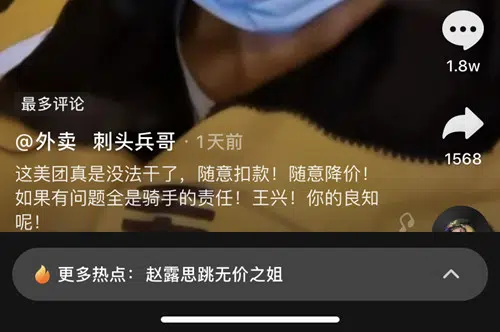 1.8w
最多评论
@外卖 刺头兵哥 · 1天前
1568
这美团真是没法干了，随意扣款！随意降价！
如果有问题全是骑手的责任！王兴！你的良知
呢！
更多热点：赵露思跳无价之姐